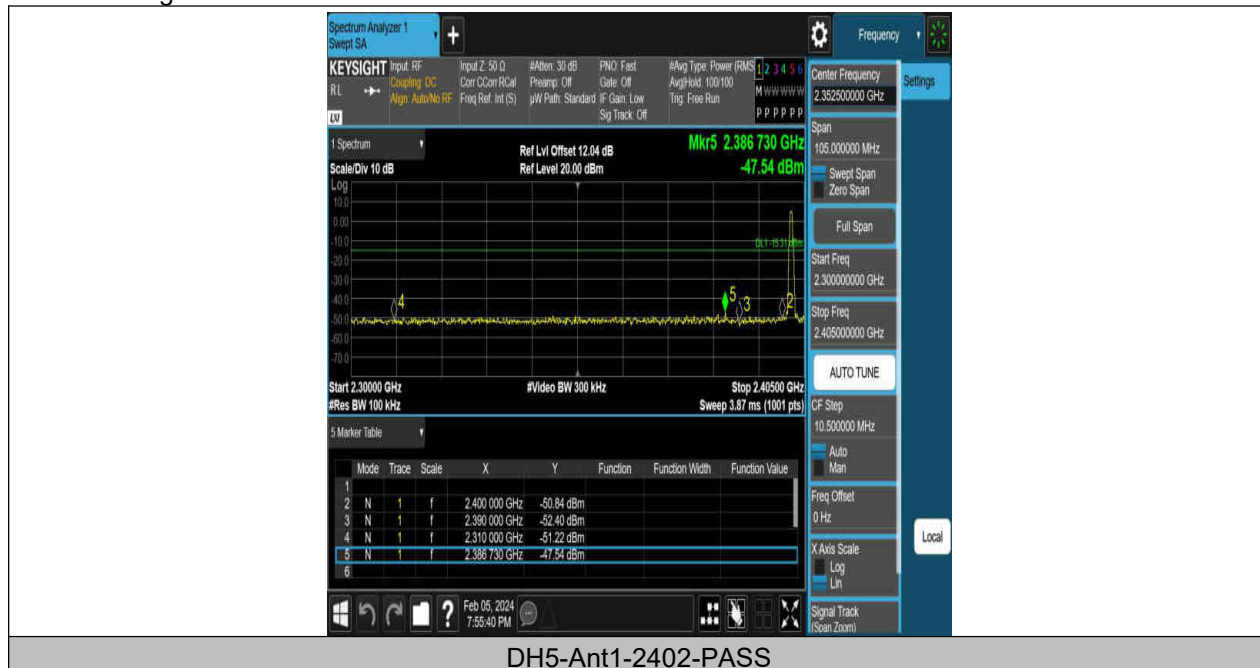 Spectrum Analyzer 1
Swept SA
+
Frequency
KEYSIGHT
RL
LXI
Input: RF
Coupling: DC
Align: Auto/No RF
Input Z: 50 Ω
Corr CCorr RCal
Freq Ref: Int (S)
#Atten: 30 dB
Preamp: Off
µW Path: Standard
PNO: Fast
Gate: Off
IF Gain: Low
Sig Track: Off
#Avg Type: Power (RMS
Avg|Hold: 100/100
Trig: Free Run
1 2 3 4 5 6
M W W W W W
P P P P P P
1 Spectrum
Scale/Div 10 dB
Ref Lvl Offset 12.04 dB
Ref Level 20.00 dBm
Mkr5 2.386 730 GHz
-47.54 dBm
Log
10.0
0.00
-10.0
-20.0
-30.0
-40.0
-50.0
-60.0
-70.0
DL1 -15.31 dBm
4
5
3
2
Start 2.30000 GHz
#Video BW 300 kHz
Stop 2.40500 GHz
#Res BW 100 kHz
Sweep 3.87 ms (1001 pts)
5 Marker Table
Mode Trace Scale X Y Function Function Width Function Value
1
2 N 1 f 2.400 000 GHz -50.84 dBm
3 N 1 f 2.390 000 GHz -52.40 dBm
4 N 1 f 2.310 000 GHz -51.22 dBm
5 N 1 f 2.386 730 GHz -47.54 dBm
6
Feb 05, 2024
7:55:40 PM
Center Frequency
2.352500000 GHz
Settings
Span
105.000000 MHz
Swept Span
Zero Span
Full Span
Start Freq
2.300000000 GHz
Stop Freq
2.405000000 GHz
AUTO TUNE
CF Step
10.500000 MHz
Auto
Man
Freq Offset
0 Hz
X Axis Scale
Log
Lin
Local
Signal Track
(Span Zoom)
DH5-Ant1-2402-PASS